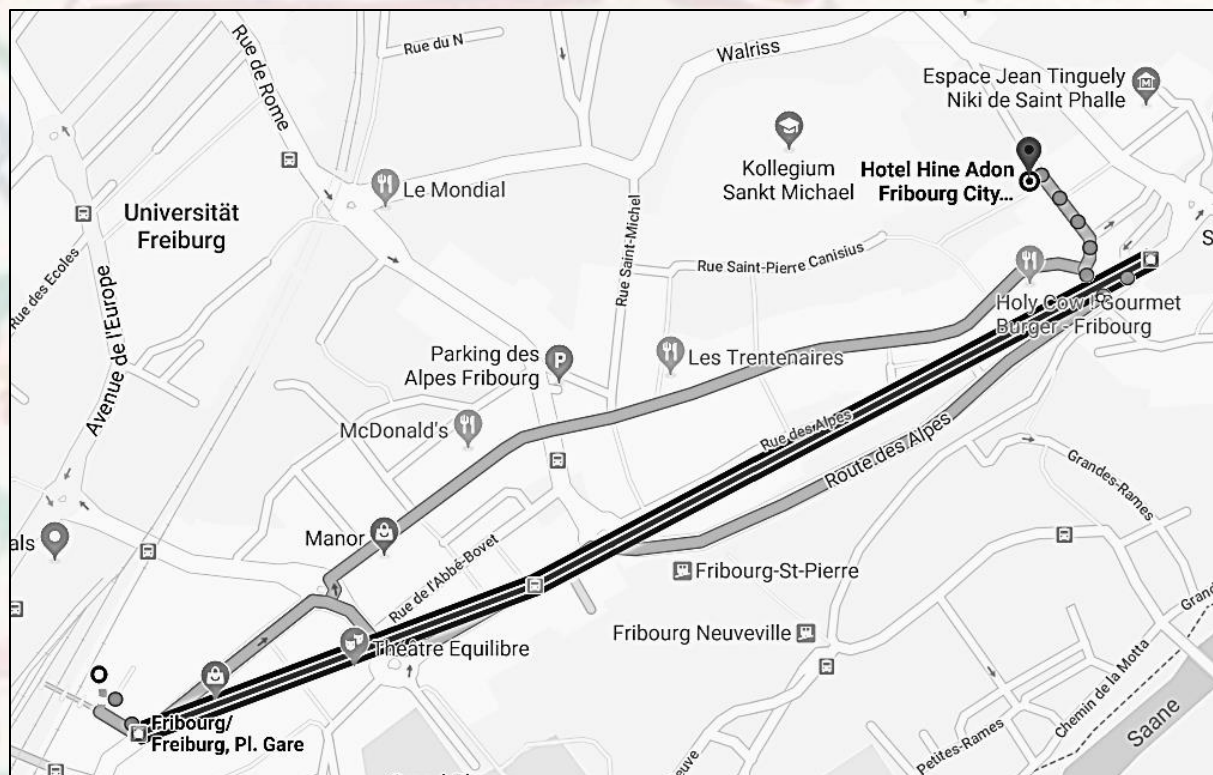 Rue de Rome
Rue du N
Walriss
Espace Jean Tinguely
Niki de Saint Phalle
Kollegium
Sankt Michael
Hotel Hine Adon
Fribourg City...
Le Mondial
Universität
Freiburg
Rue des Ecoles
Avenue de l'Europe
Rue Saint-Michel
Rue Saint-Pierre Canisius
S
Holy Cow ! Gourmet
Burger - Fribourg
Parking des
Alpes Fribourg
P
Les Trentenaires
McDonald's
Rue des Alpes
Route des Alpes
Grandes-Rames
Manor
als
Rue de l'Abbé-Bovet
Fribourg-St-Pierre
Grand
Fribourg Neuveville
Théâtre Equilibre
Chemin de la Motta
Saane
Petites-Rames
Fribourg/
Freiburg, Pl. Gare
euve